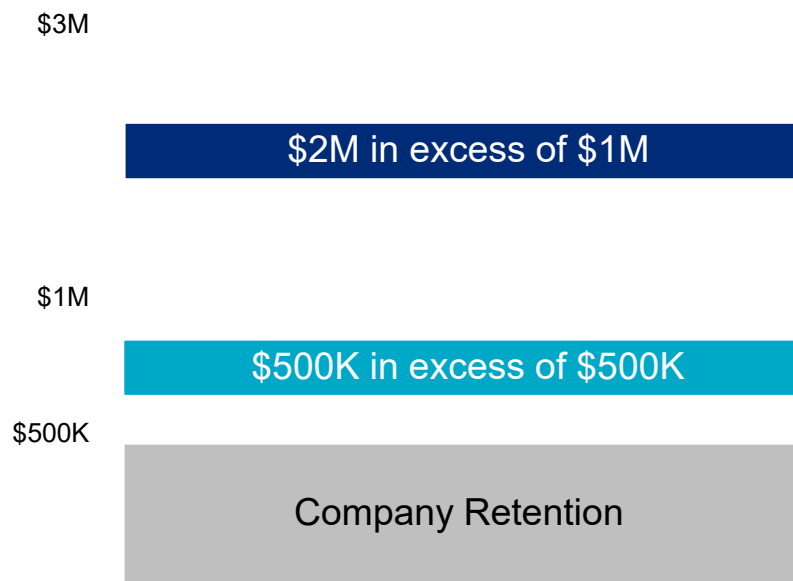 $3M
$2M in excess of $1M
$1M
$500K in excess of $500K
$500K
Company Retention